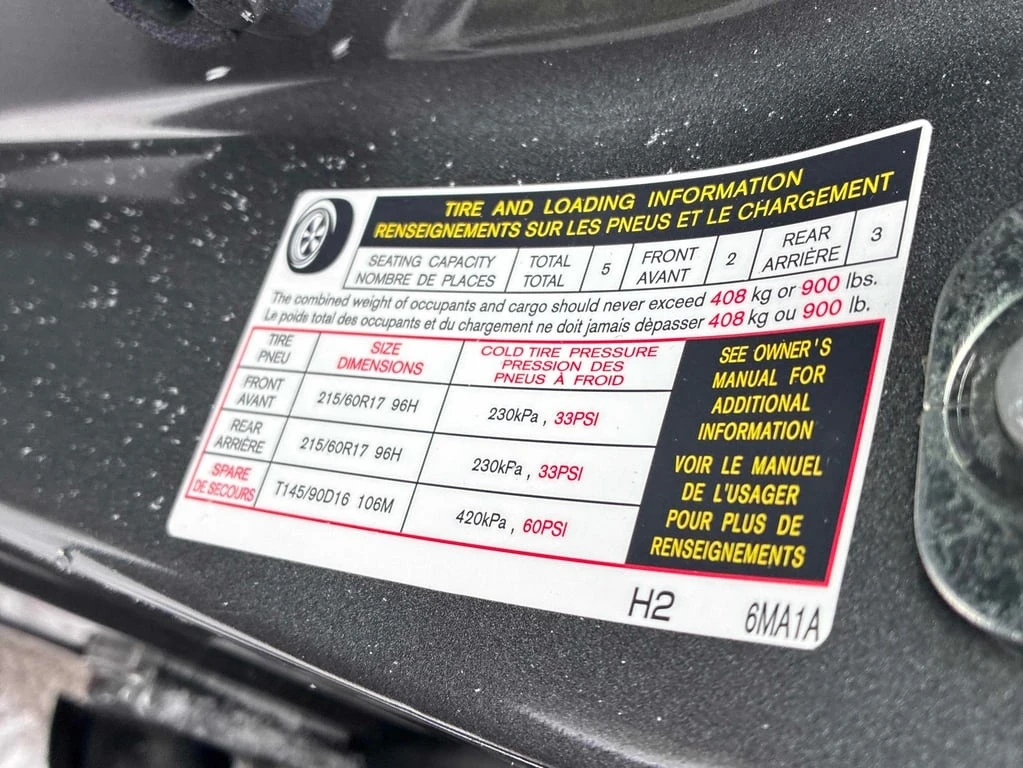 TIRE AND LOADING INFORMATION
RENSEIGNEMENTS SUR LES PNEUS ET LE CHARGEMENT
SEATING CAPACITY
NOMBRE DE PLACES
TOTAL
TOTAL
5
FRONT
AVANT
2
REAR
ARRIÈRE
3
The combined weight of occupants and cargo should never exceed 408 kg or 900 lbs.
Le poids total des occupants et du chargement ne doit jamais dèpasser 408 kg ou 900 lb.
TIRE
PNEU
SIZE
DIMENSIONS
COLD TIRE PRESSURE
PRESSION DES
PNEUS À FROID
FRONT
AVANT
215/60R17 96H
230kPa , 33PSI
REAR
ARRIÈRE
215/60R17 96H
230kPa , 33PSI
SPARE
DE SECOURS
T145/90D16 106M
420kPa , 60PSI
SEE OWNER'S
MANUAL FOR
ADDITIONAL
INFORMATION
VOIR LE MANUEL
DE L'USAGER
POUR PLUS DE
RENSEIGNEMENTS
H2
6MA1A